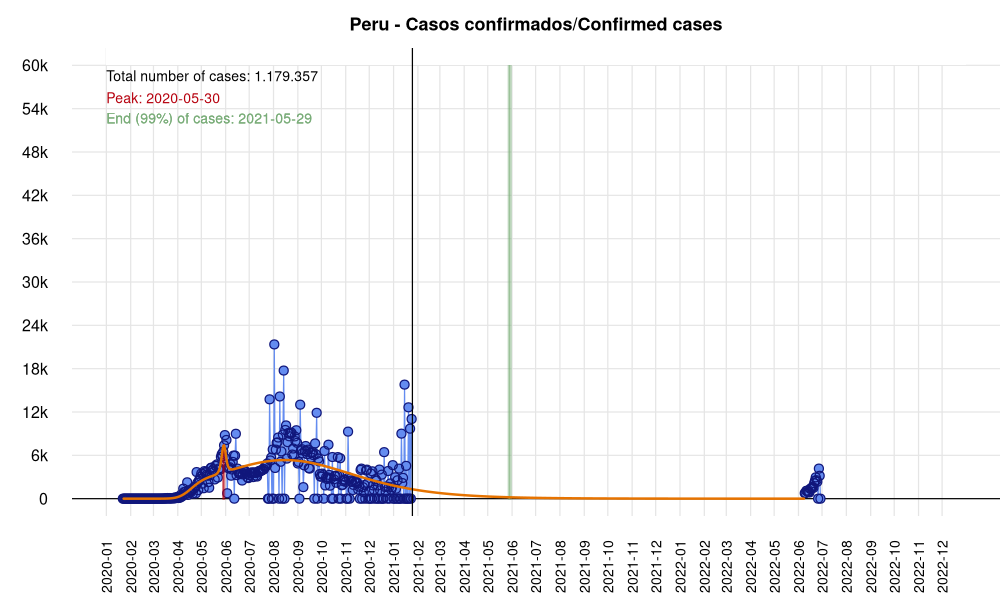 Peru - Casos confirmados/Confirmed cases
Total number of cases: 1.179.357
Peak: 2020-05-30
End (99%) of cases: 2021-05-29
60k
54k
48k
42k
36k
30k
24k
18k
12k
6k
0
2020-01
2020-02
2020-03
2020-04
2020-05
2020-06
2020-07
2020-08
2020-09
2020-10
2020-11
2020-12
2021-01
2021-02
2021-03
2021-04
2021-05
2021-06
2021-07
2021-08
2021-09
2021-10
2021-11
2021-12
2022-01
2022-02
2022-03
2022-04
2022-05
2022-06
2022-07
2022-08
2022-09
2022-10
2022-11
2022-12